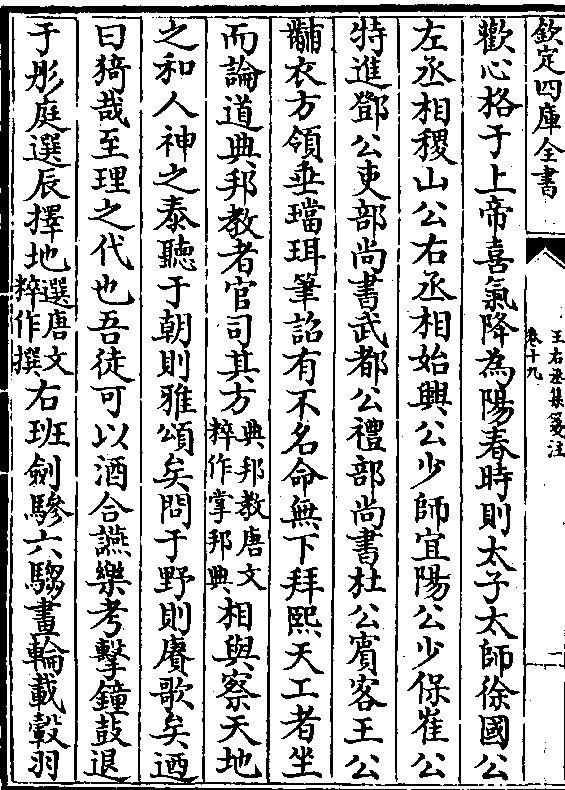 欽定四庫全書
王右丞集箋注
卷十九
二
歡心格于上帝喜氣降為陽春時則太子太師徐國公
左丞相稷山公右丞相始興公少師宜陽公少保崔公
特進鄧公吏部尚書武都公禮部尚書杜公賓客王公
黼衣方領垂璫珥筆詔有不名命無下拜熙天工者坐
而論道典邦教者官司其方典邦教唐文粹作掌邦典相與察天地
之和人神之泰聽于朝則雅頌矣問于野則賡歌矣迺
曰猗哉至理之代也吾徒可以酒合讌樂考擊鐘鼓退
于彤庭選辰擇地選唐文粹作撰右班劍驂六騶畫輪載轂羽